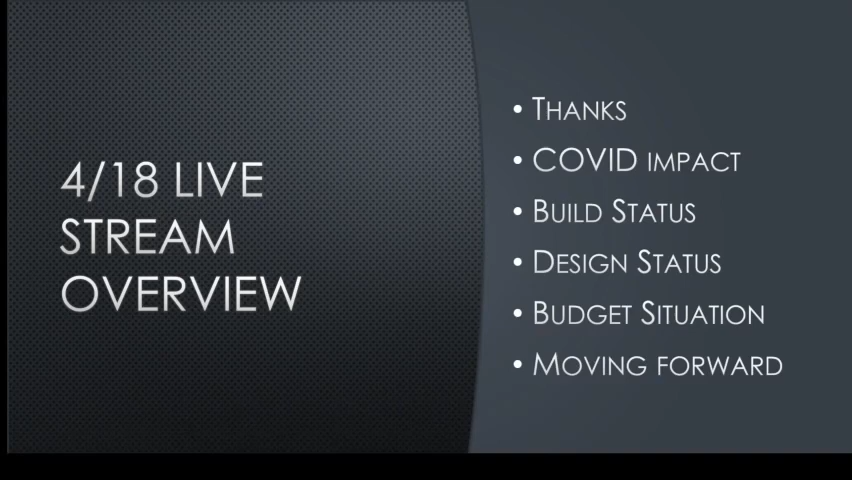 4/18 LIVE
STREAM
OVERVIEW
• THANKS
• COVID IMPACT
• BUILD STATUS
• DESIGN STATUS
• BUDGET SITUATION
• MOVING FORWARD